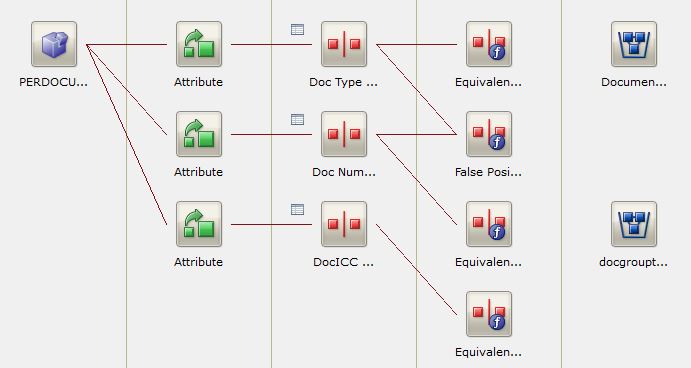 PERDOCU...
Attribute
Doc Type ...
Equivalen...
Documen...
Attribute
Doc Num...
False Posi...
Attribute
DocICC ...
Equivalen...
docgroupt...
Equivalen...